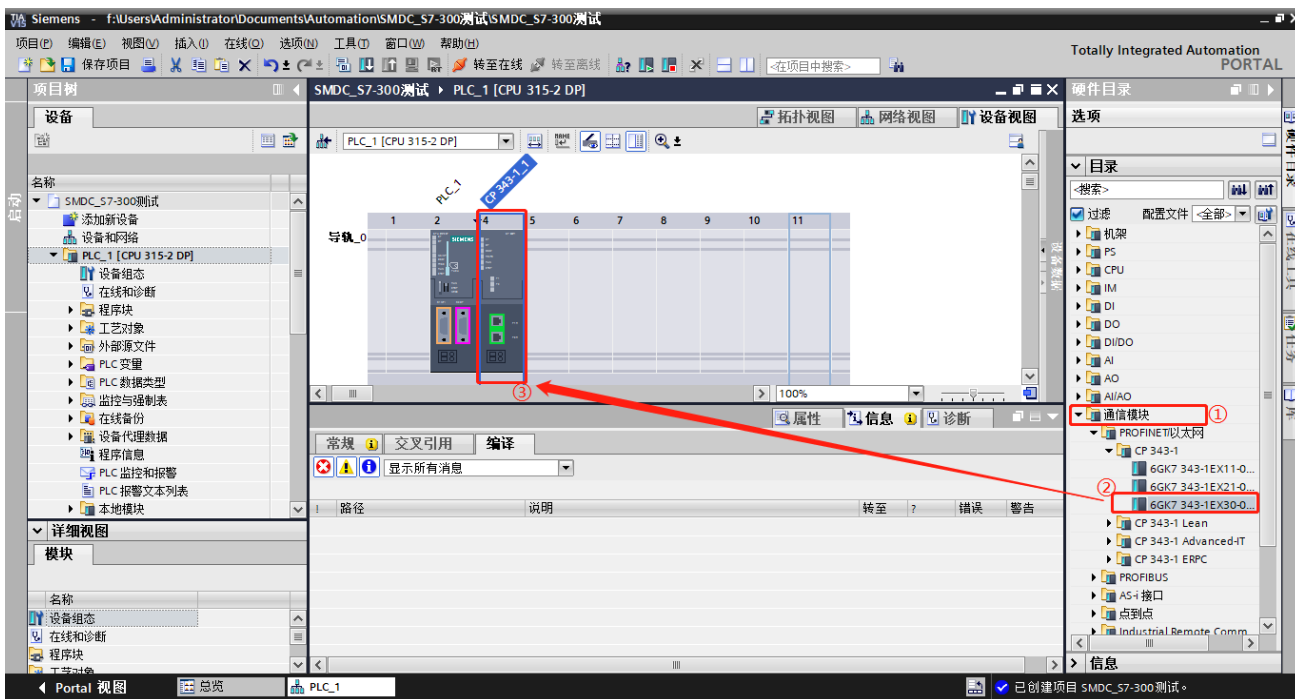 Siemens - f:\Users\Administrator\Documents\Automation\SMDC_S7-300测试\SMDC_S7-300测试
项目(P) 编辑(E) 视图(V) 插入(I) 在线(O) 选项(N) 工具(T) 窗口(W) 帮助(H)
Totally Integrated Automation
PORTAL
保存项目 转至在线 转至离线 <在项目中搜索>
项目树
SMDC_S7-300测试 PLC_1 [CPU 315-2 DP]
硬件目录
设备
拓扑视图 网络视图 设备视图
选项
PLC_1 [CPU 315-2 DP]
名称
SMDC_S7-300测试
添加新设备
设备和网络
PLC_1 [CPU 315-2 DP]
设备组态
在线和诊断
程序块
工艺对象
外部源文件
PLC 变量
PLC 数据类型
监控与强制表
在线备份
设备代理数据
程序信息
PLC 监控和报警
PLC 报警文本列表
本地模块
启动
PLC_1
CP 343-1_1
1 2 4 5 6 7 8 9 10 11
导轨_0
SIEMENS
③
100%
目录
<搜索>
过滤 配置文件 <全部>
机架
PS
CPU
IM
DI
DO
DI/DO
AI
AO
AI/AO
通信模块 ①
PROFINET/以太网
CP 343-1
6GK7 343-1EX11-0...
② 6GK7 343-1EX21-0...
6GK7 343-1EX30-0...
CP 343-1 Lean
CP 343-1 Advanced-IT
CP 343-1 ERPC
PROFIBUS
AS-i 接口
点到点
Industrial Remote Comm
信息
硬件目录
在线工具
任务
属性 信息 诊断
常规 交叉引用 编译
显示所有消息
! 路径 说明 转至 ? 错误 警告
详细视图
模块
名称
设备组态
在线和诊断
程序块
工艺对象
Portal 视图 总览 PLC_1 已创建项目 SMDC_S7-300测试。